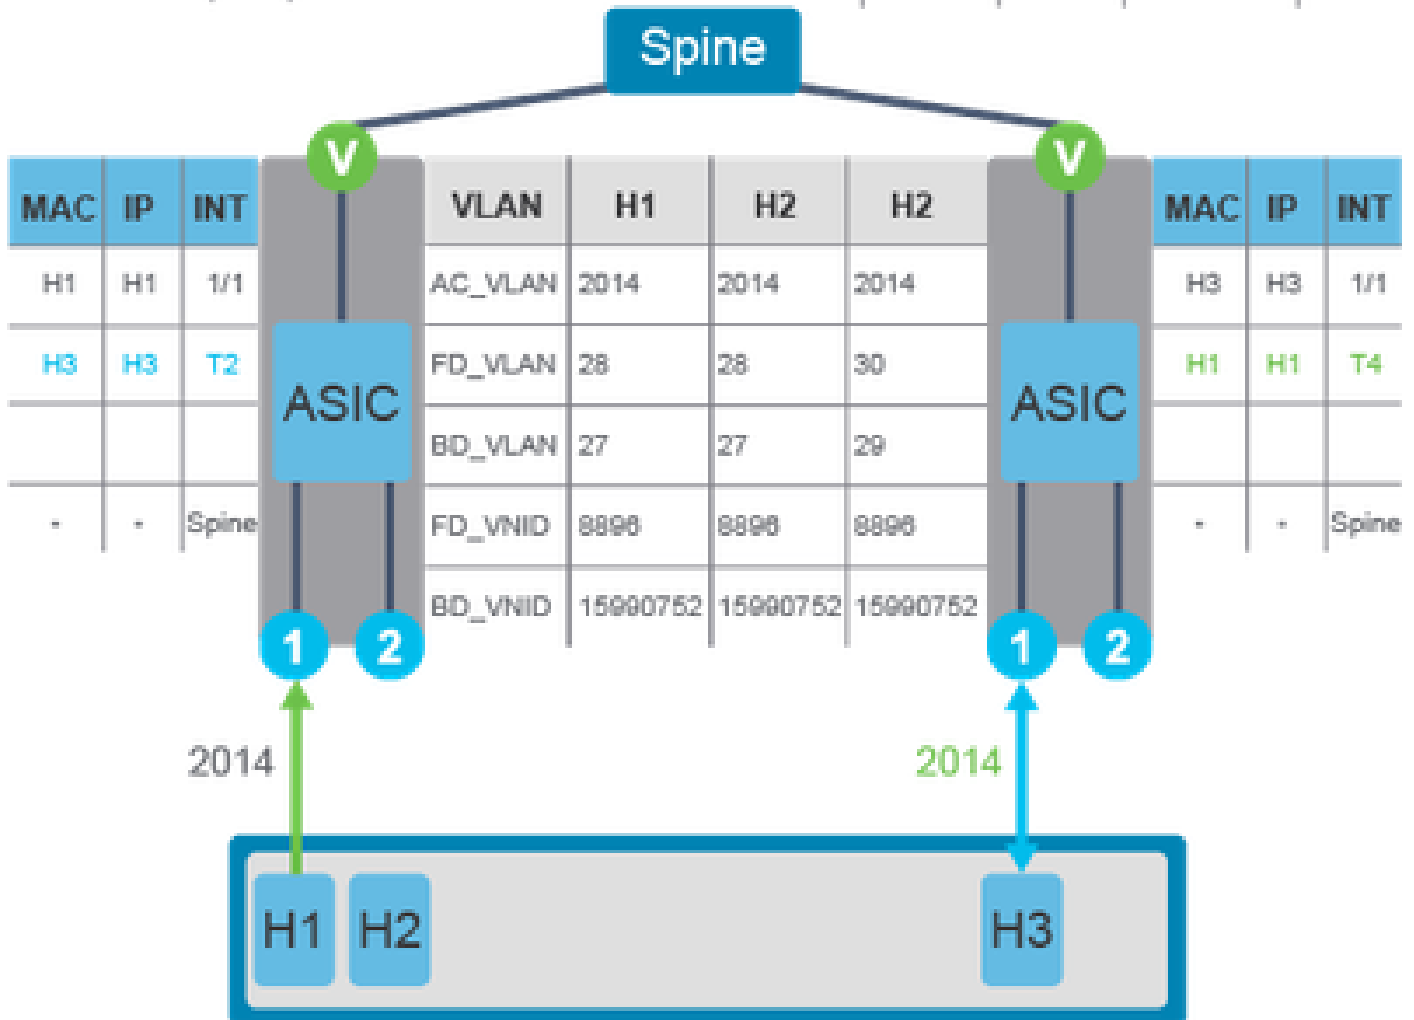 Spine
V V
MAC IP INT VLAN H1 H2 H2 MAC IP INT
H1 H1 1/1 AC_VLAN 2014 2014 2014 H3 H3 1/1
H3 H3 T2 FD_VLAN 28 28 30 H1 H1 T4
ASIC ASIC
BD_VLAN 27 27 29
- - Spine FD_VNID 8896 8896 8896 - - Spine
BD_VNID 15990752 15990752 15990752
1 2 1 2
2014 2014
H1 H2 H3